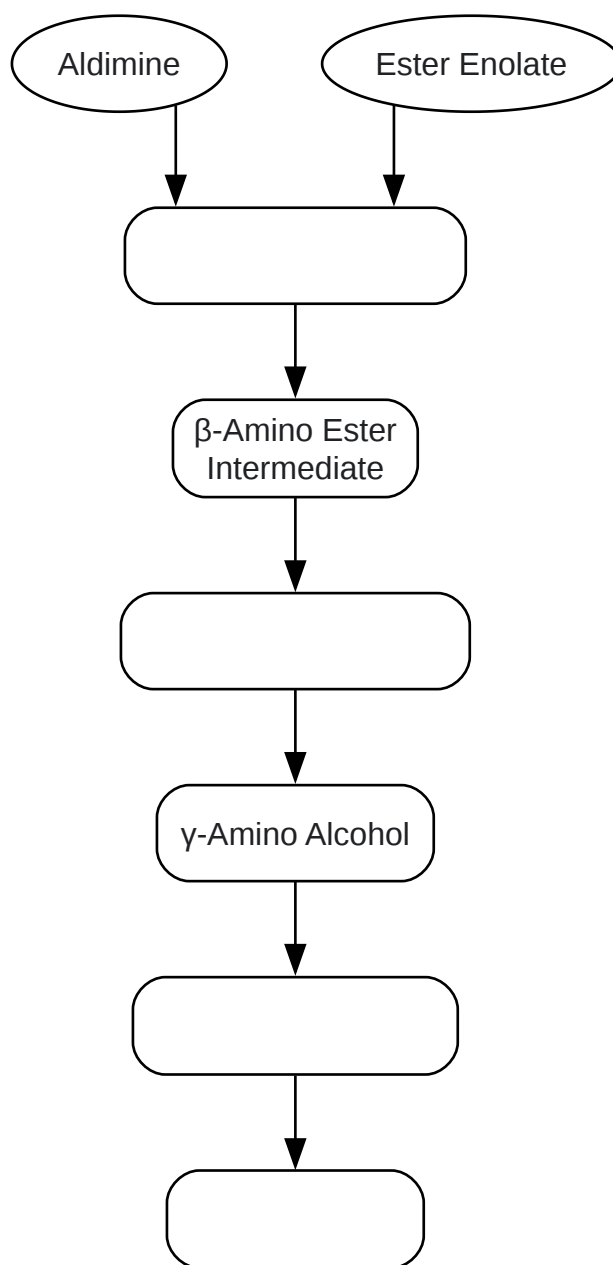 Aldimine
Ester Enolate
β-Amino Ester
Intermediate
γ-Amino Alcohol